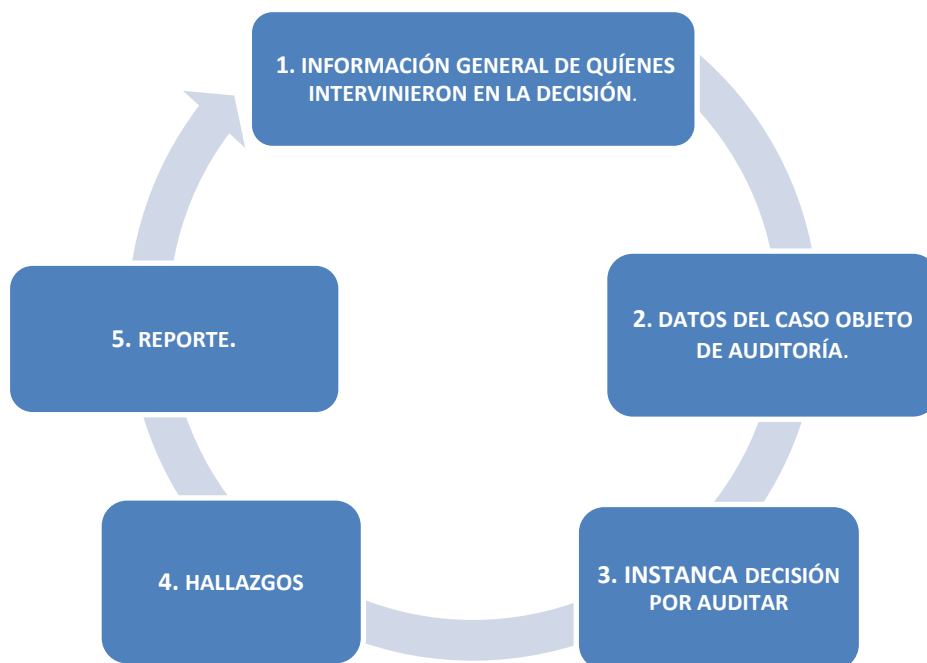 1. INFORMACIÓN GENERAL DE QUÍENES
INTERVINIERON EN LA DECISIÓN.
2. DATOS DEL CASO OBJETO
DE AUDITORÍA.
3. INSTANCA DECISIÓN
POR AUDITAR
4. HALLAZGOS
5. REPORTE.